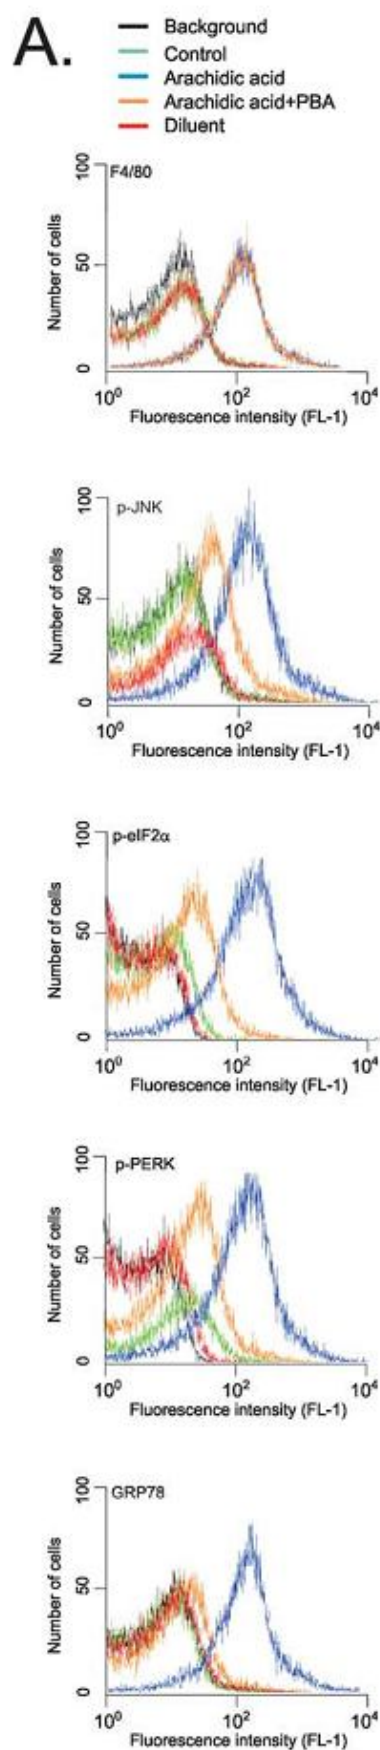 A.
Background
Control
Arachidic acid
Arachidic acid+PBA
Diluent
F4/80
Number of cells
100
50
0
10⁰
10²
10⁴
Fluorescence intensity (FL-1)
p-JNK
Number of cells
100
50
0
10⁰
10²
10⁴
Fluorescence intensity (FL-1)
p-eIF2α
Number of cells
100
50
0
10⁰
10²
10⁴
Fluorescence intensity (FL-1)
p-PERK
Number of cells
100
50
0
10⁰
10²
10⁴
Fluorescence intensity (FL-1)
GRP78
Number of cells
100
50
0
10⁰
10²
10⁴
Fluorescence intensity (FL-1)